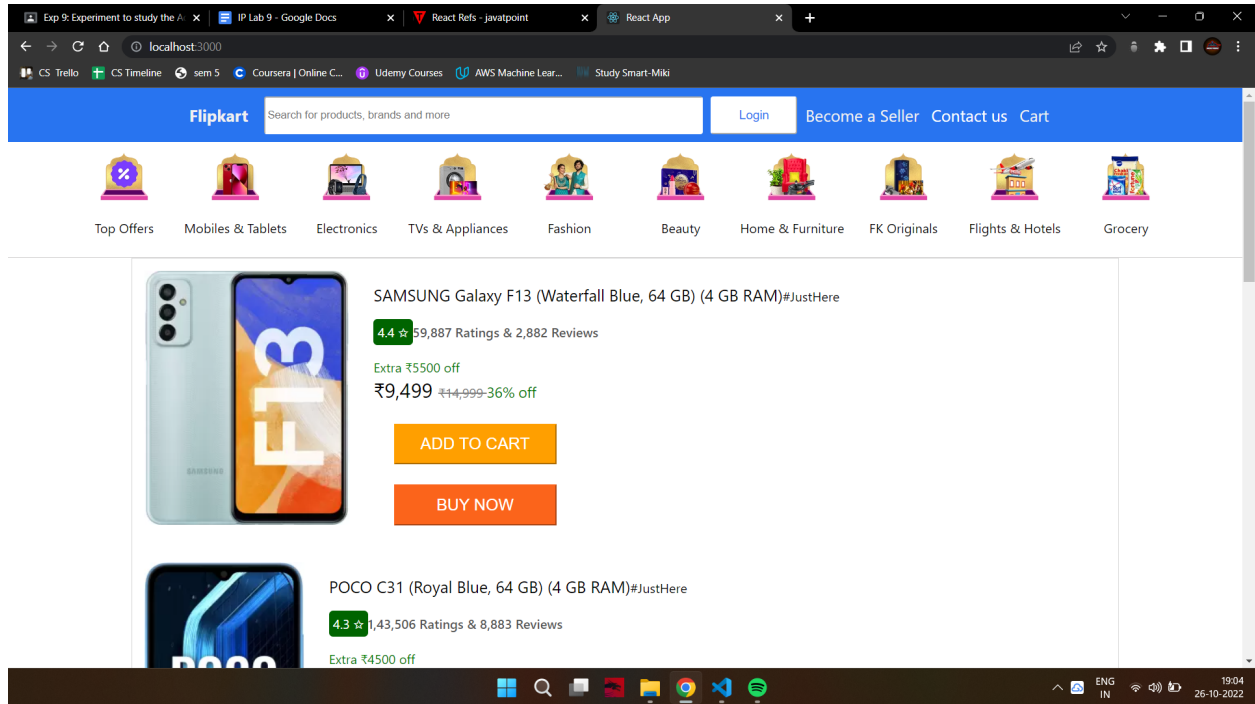 Exp 9: Experiment to study the A
IP Lab 9 - Google Docs
React Refs - javatpoint
React App
localhost:3000
CS Trello
CS Timeline
sem 5
Coursera | Online C...
Udemy Courses
AWS Machine Lear...
Study Smart-Miki
Flipkart
Search for products, brands and more
Login
Become a Seller
Contact us
Cart
Top Offers
Mobiles & Tablets
Electronics
TVs & Appliances
Fashion
Beauty
Home & Furniture
FK Originals
Flights & Hotels
Grocery
F13
SAMSUNG
SAMSUNG Galaxy F13 (Waterfall Blue, 64 GB) (4 GB RAM)#JustHere
4.4 ☆ 59,887 Ratings & 2,882 Reviews
Extra ₹5500 off
₹9,499 ₹14,999 36% off
ADD TO CART
BUY NOW
POCO
POCO C31 (Royal Blue, 64 GB) (4 GB RAM)#JustHere
4.3 ☆ 1,43,506 Ratings & 8,883 Reviews
Extra ₹4500 off
ENG
IN
19:04
26-10-2022